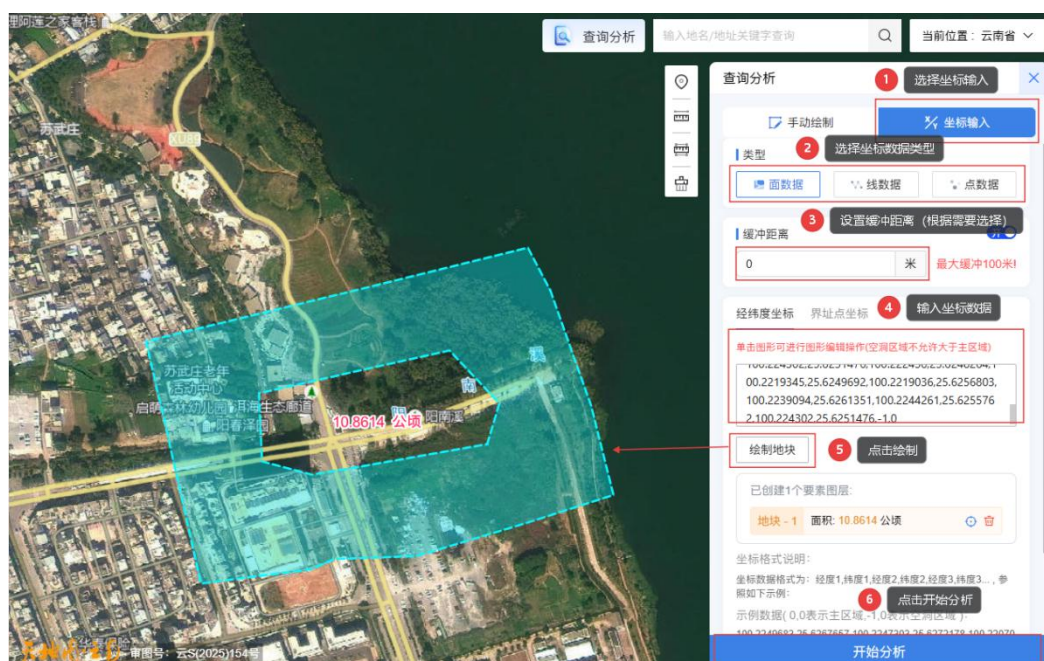 理阿莲之家客栈
查询分析
输入地名/地址关键字查询
当前位置：云南省
查询分析
1 选择坐标输入
手动绘制
坐标输入
2 选择坐标数据类型
类型
面数据
线数据
点数据
3 设置缓冲距离（根据需要选择）
缓冲距离
开
0
米
最大缓冲100米!
4 输入坐标数据
经纬度坐标
界址点坐标
单击图形可进行图形编辑操作(空洞区域不允许大于主区域)
00.2219345,25.6249692,100.2219036,25.6256803,
100.2239094,25.6261351,100.2244261,25.625576
2,100.224302,25.6251476,-1,0
绘制地块
5 点击绘制
已创建1个要素图层:
地块 - 1
面积: 10.8614 公顷
坐标格式说明:
坐标数据格式为：经度1,纬度1,经度2,纬度2,经度3,纬度3...，参
照如下示例:
6 点击开始分析
示例数据( 0,0表示主区域,-1,0表示空洞区域 ):
开始分析
苏武庄
XU89
苏武庄老年
活动中心
洱海生态廊道
阳春泽园
10.8614 公顷
阳南溪
阳
南
溪
审图号：云S(2025)154号